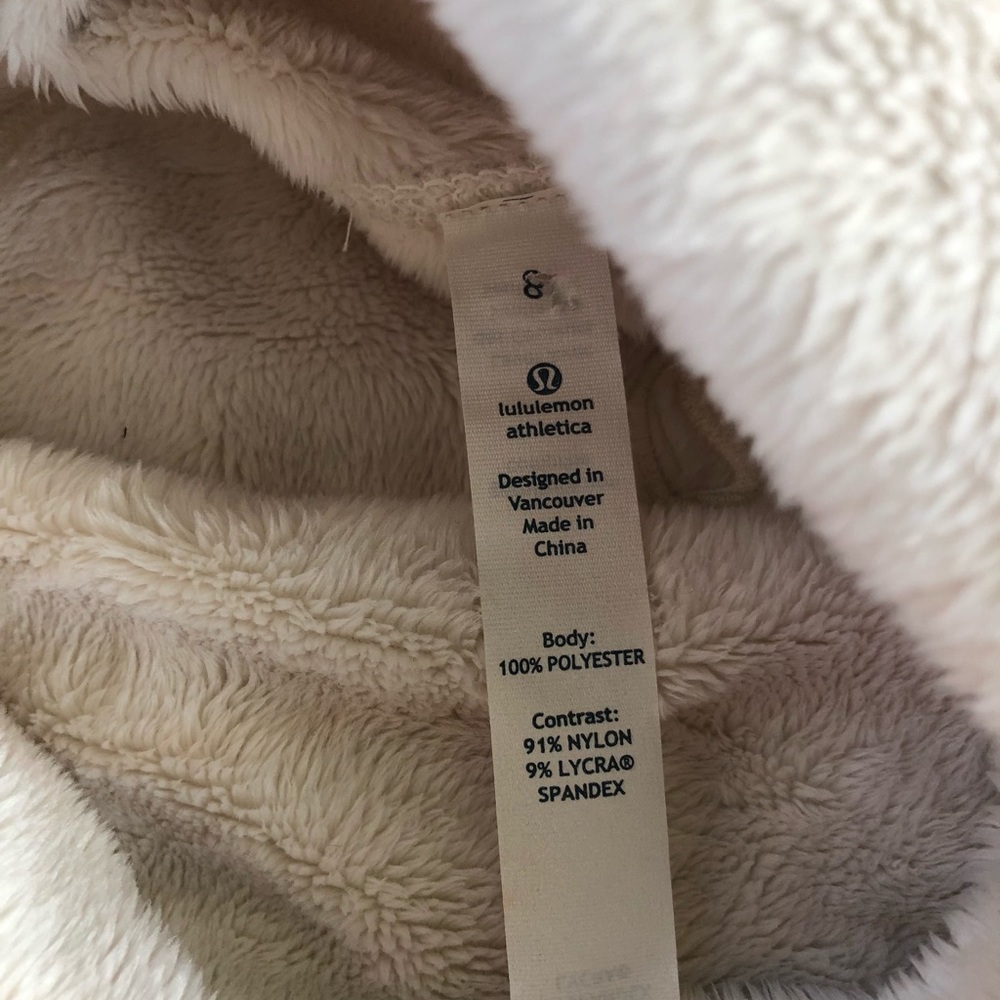 8
lululemon
athletica
Designed in
Vancouver
Made in
China
Body:
100% POLYESTER
Contrast:
91% NYLON
9% LYCRA®
SPANDEX